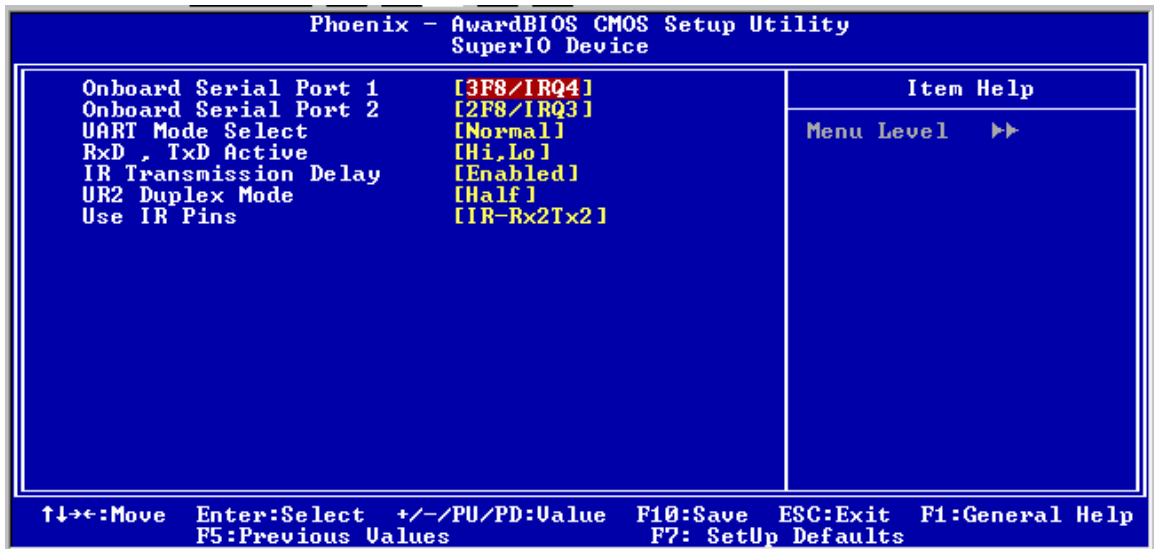 Phoenix - AwardBIOS CMOS Setup Utility
SuperIO Device
Onboard Serial Port 1 [3F8/IRQ4]
Onboard Serial Port 2 [2F8/IRQ3]
UART Mode Select [Normal]
RxD , TxD Active [Hi,Lo]
IR Transmission Delay [Enabled]
UR2 Duplex Mode [Half]
Use IR Pins [IR-Rx2Tx2]
Item Help
Menu Level ▸▸
↑↓→←:Move Enter:Select +/-/PU/PD:Value F10:Save ESC:Exit F1:General Help
F5:Previous Values F7: SetUp Defaults